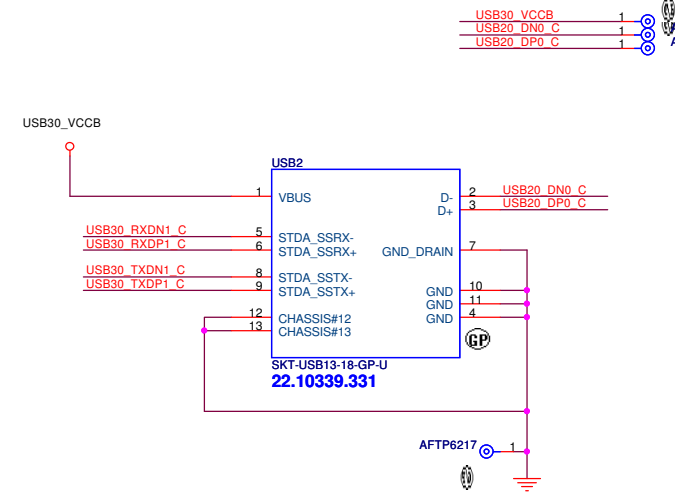 USB30_VCCB 1
USB20_DN0_C 1
USB20_DP0_C 1
A
USB30_VCCB
USB2
1 VBUS
D- 2 USB20_DN0_C
D+ 3 USB20_DP0_C
USB30_RXDN1_C 5 STDA_SSRX-
USB30_RXDP1_C 6 STDA_SSRX+
GND_DRAIN 7
USB30_TXDN1_C 8 STDA_SSTX-
USB30_TXDP1_C 9 STDA_SSTX+
GND 10
GND 11
GND 4
12 CHASSIS#12
13 CHASSIS#13
GP
SKT-USB13-18-GP-U
22.10339.331
AFTP6217 1